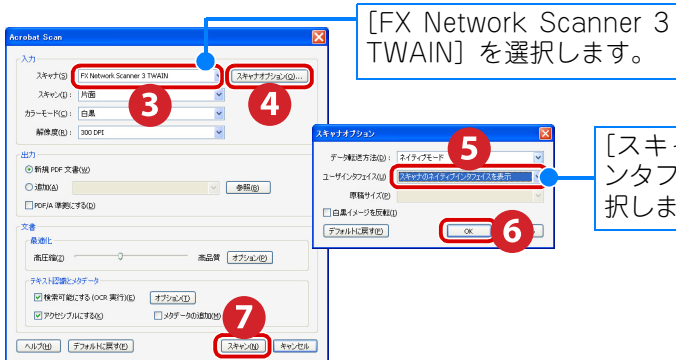 [FX Network Scanner 3
TWAIN] を選択します。
Acrobat Scan
入力
スキャナ(S) FX Network Scanner 3 TWAIN スキャナオプション(O)...
3
4
スキャン(I): 片面
カラーモード(C): 白黒
解像度(R): 300 DPI
出力
新規 PDF 文書(W)
追加(A) 参照(B)
PDF/A 準拠にする(D)
文書
最適化
高圧縮(Z) 高品質 オプション(P)
テキスト認識とメタデータ
検索可能にする (OCR 実行)(E) オプション(T)
アクセシブルにする(K) メタデータの追加(M)
7
ヘルプ(H) デフォルトに戻す(E) スキャン(N) キャンセル
スキャナオプション
5
データ転送方法(D): ネイティブモード
ユーザインタフェイス(U) スキャナのネイティブインタフェイスを表示
原稿サイズ(P)
白黒イメージを反転(I)
デフォルトに戻す(E) OK
6
[スキ
ンタフ
択しま